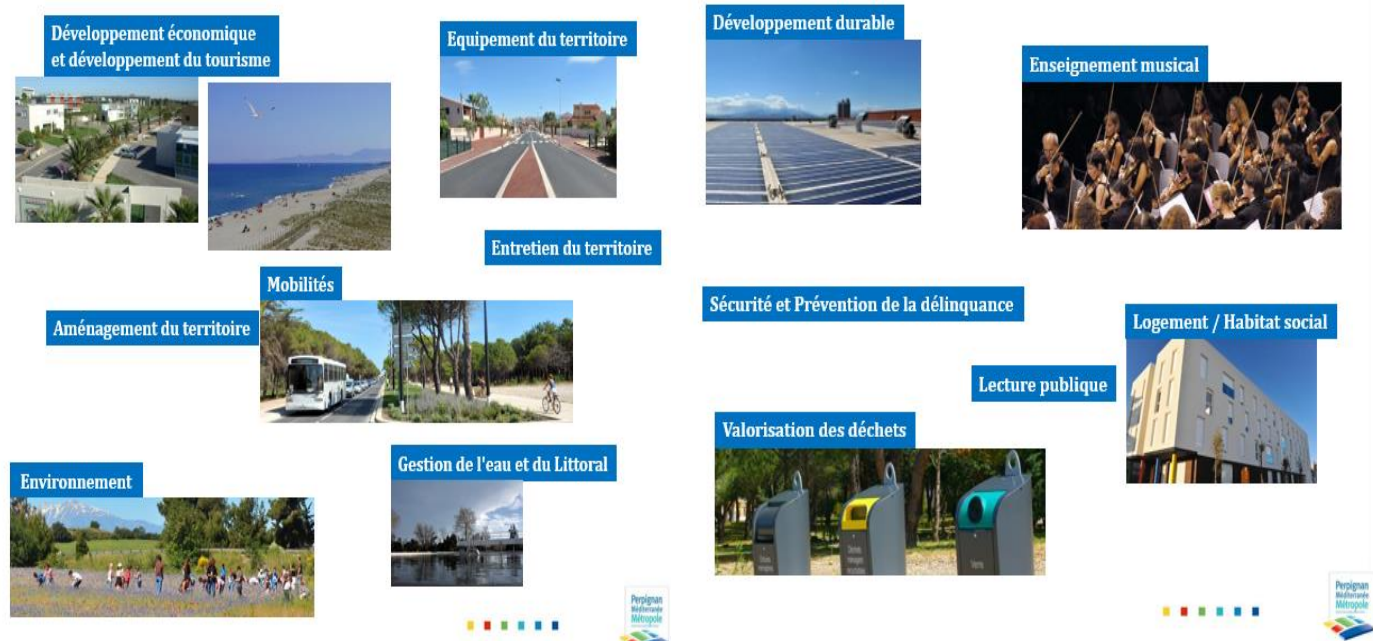 Développement économique
et développement du tourisme
Equipement du territoire
Entretien du territoire
Mobilités
Aménagement du territoire
Gestion de l'eau et du Littoral
Environnement
Perpignan
Méditerranée
Métropole
Développement durable
Enseignement musical
Sécurité et Prévention de la délinquance
Logement / Habitat social
Lecture publique
Valorisation des déchets
Verre
Perpignan
Méditerranée
Métropole